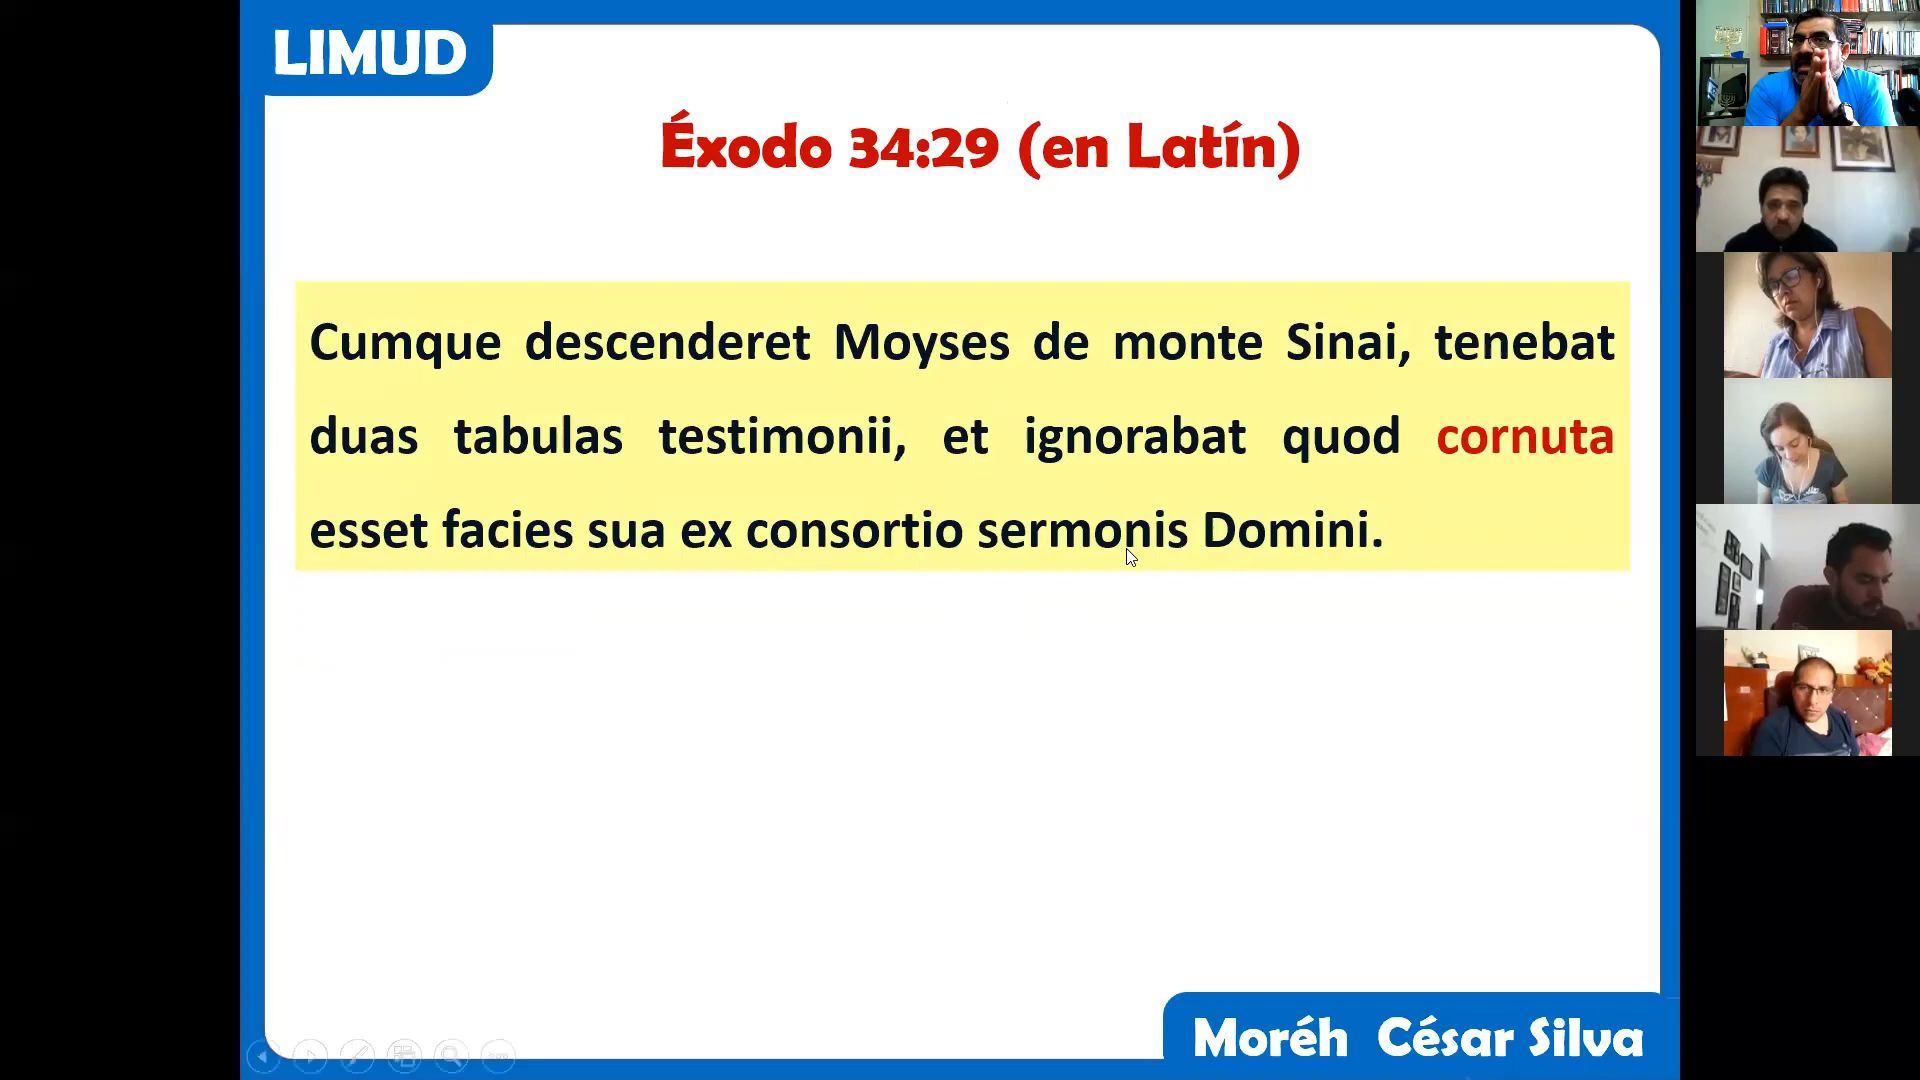 LIMUD
Éxodo 34:29 (en Latín)
Cumque descenderet Moyses de monte Sinai, tenebat
duas tabulas testimonii, et ignorabat quod cornuta
esset facies sua ex consortio sermonis Domini.
Moréh César Silva